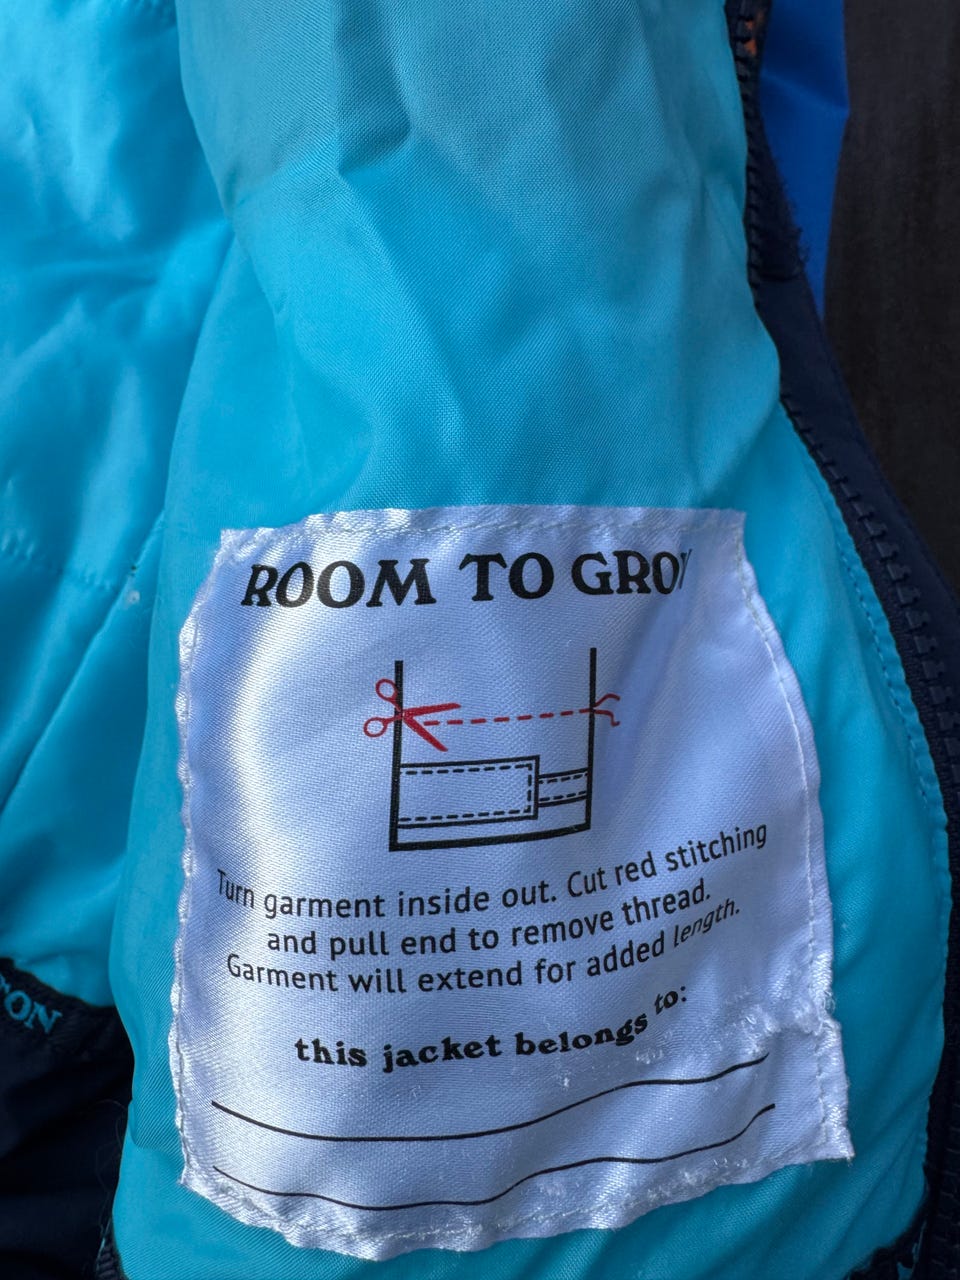 ROOM TO GROW
Turn garment inside out. Cut red stitching
and pull end to remove thread.
Garment will extend for added length.
this jacket belongs to: